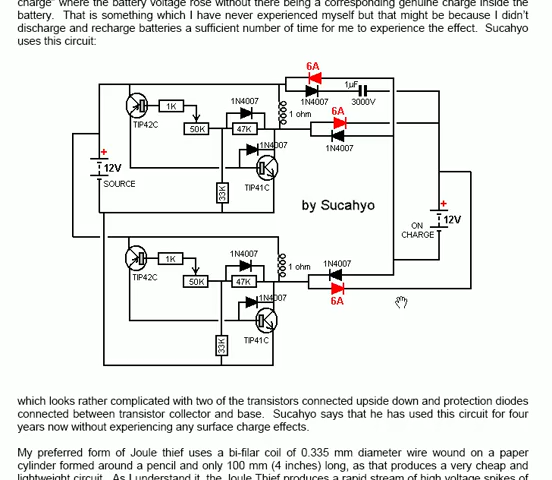 charge" where the battery voltage rose without there being a corresponding genuine charge inside the
battery. That is something which I have never experienced myself but that might be because I didn't
discharge and recharge batteries a sufficient number of time for me to experience the effect. Sucahyo
uses this circuit:
6A
1µF
1K
1N4007
1N4007
3000V
TIP42C
50K
47K
1 ohm
6A
1N4007
1N4007
+
12V
SOURCE
33K
TIP41C
by Sucahyo
+
12V
ON
CHARGE
1K
1N4007
1N4007
TIP42C
50K
47K
1 ohm
6A
1N4007
33K
TIP41C
which looks rather complicated with two of the transistors connected upside down and protection diodes
connected between transistor collector and base. Sucahyo says that he has used this circuit for four
years now without experiencing any surface charge effects.
My preferred form of Joule thief uses a bi-filar coil of 0.335 mm diameter wire wound on a paper
cylinder formed around a pencil and only 100 mm (4 inches) long, as that produces a very cheap and
lightweight circuit. As I understand it, the Joule Thief produces a rapid stream of high voltage spikes of